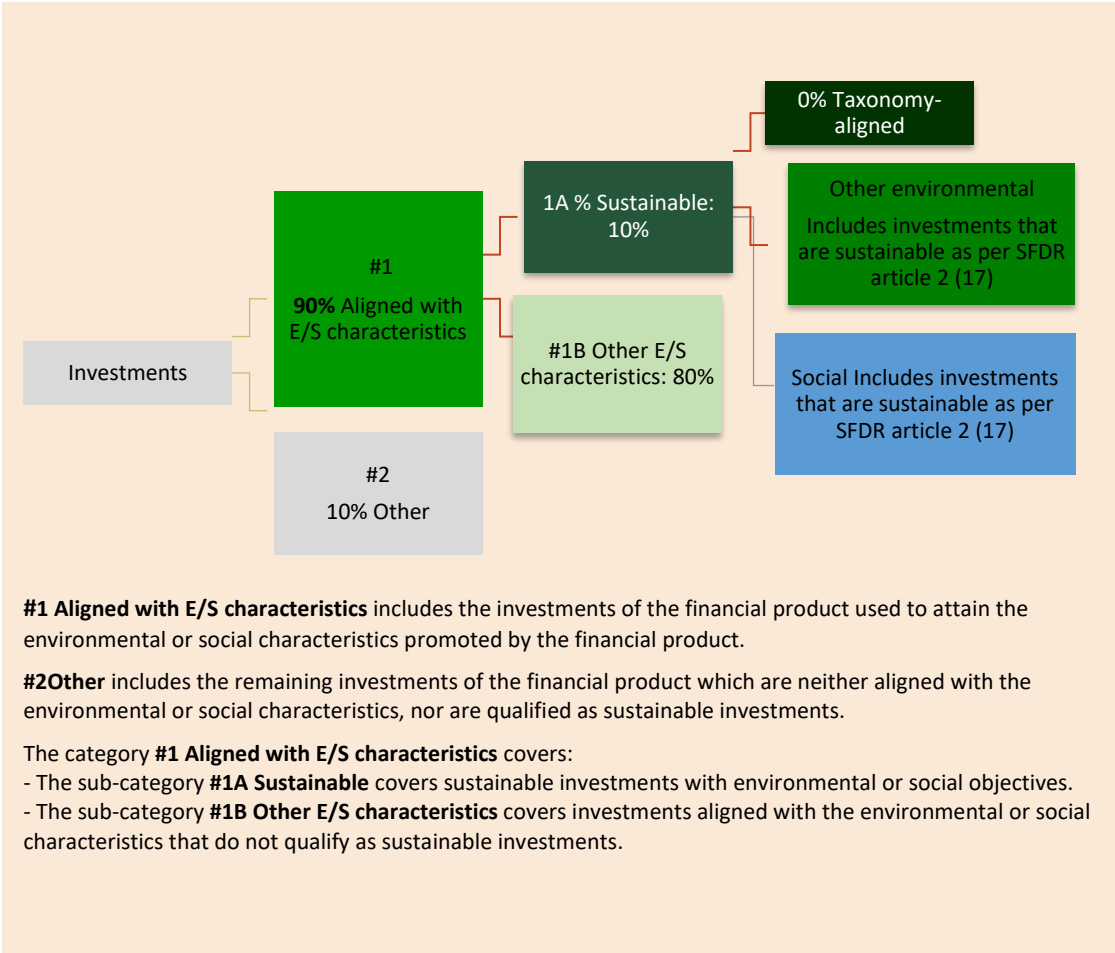 Investments
#1
90% Aligned with
E/S characteristics
#2
10% Other
1A % Sustainable:
10%
#1B Other E/S
characteristics: 80%
0% Taxonomy-
aligned
Other environmental
Includes investments that
are sustainable as per SFDR
article 2 (17)
Social Includes investments
that are sustainable as per
SFDR article 2 (17)
#1 Aligned with E/S characteristics includes the investments of the financial product used to attain the
environmental or social characteristics promoted by the financial product.
#2Other includes the remaining investments of the financial product which are neither aligned with the
environmental or social characteristics, nor are qualified as sustainable investments.
The category #1 Aligned with E/S characteristics covers:
- The sub-category #1A Sustainable covers sustainable investments with environmental or social objectives.
- The sub-category #1B Other E/S characteristics covers investments aligned with the environmental or social
characteristics that do not qualify as sustainable investments.